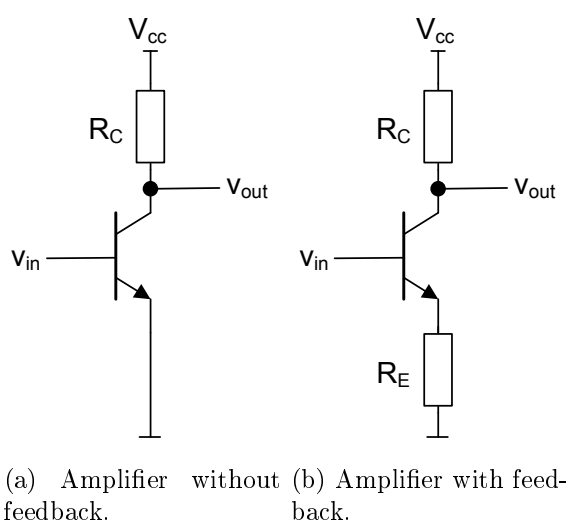 Vcc
Vcc
RC
RC
vout
vout
vin
vin
RE
(a) Amplifier without feedback.
(b) Amplifier with feed-
back.